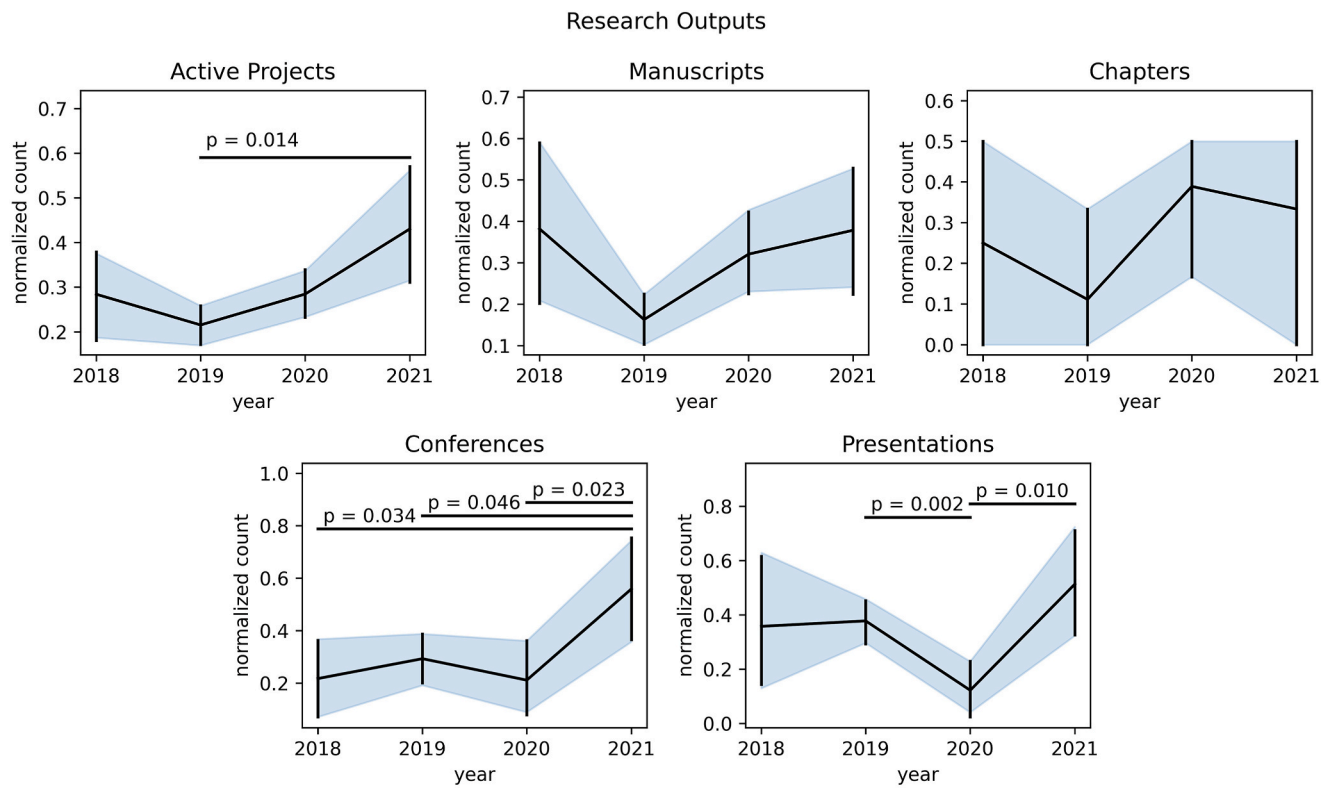 Research Outputs
Active Projects
normalized count
0.7
0.6
0.5
0.4
0.3
0.2
p = 0.014
2018 2019 2020 2021
year
Manuscripts
normalized count
0.7
0.6
0.5
0.4
0.3
0.2
0.1
2018 2019 2020 2021
year
Chapters
normalized count
0.6
0.5
0.4
0.3
0.2
0.1
0.0
2018 2019 2020 2021
year
Conferences
normalized count
1.0
0.8
0.6
0.4
0.2
p = 0.023
p = 0.046
p = 0.034
2018 2019 2020 2021
year
Presentations
normalized count
0.8
0.6
0.4
0.2
0.0
p = 0.010
p = 0.002
2018 2019 2020 2021
year